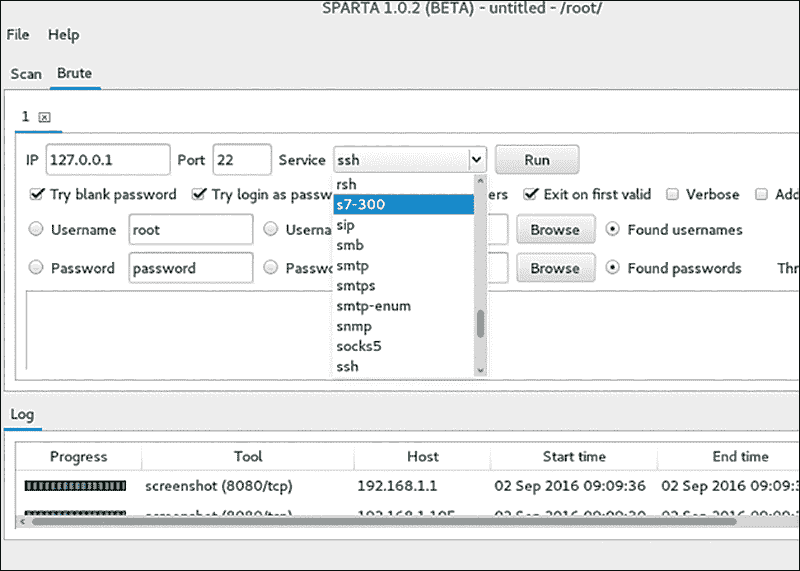 SPARTA 1.0.2 (BETA) - untitled - /root/
File Help
Scan Brute
1
IP 127.0.0.1 Port 22 Service ssh Run
rsh
Try blank password Try login as passw ers Exit on first valid Verbose Add
s7-300
sip
Username root Userna Browse Found usernames
smb
smtp
Password password Passwo Browse Found passwords Thr
smtps
smtp-enum
snmp
socks5
ssh
Log
Progress Tool Host Start time End time
screenshot (8080/tcp) 192.168.1.1 02 Sep 2016 09:09:36 02 Sep 2016 09:09:3